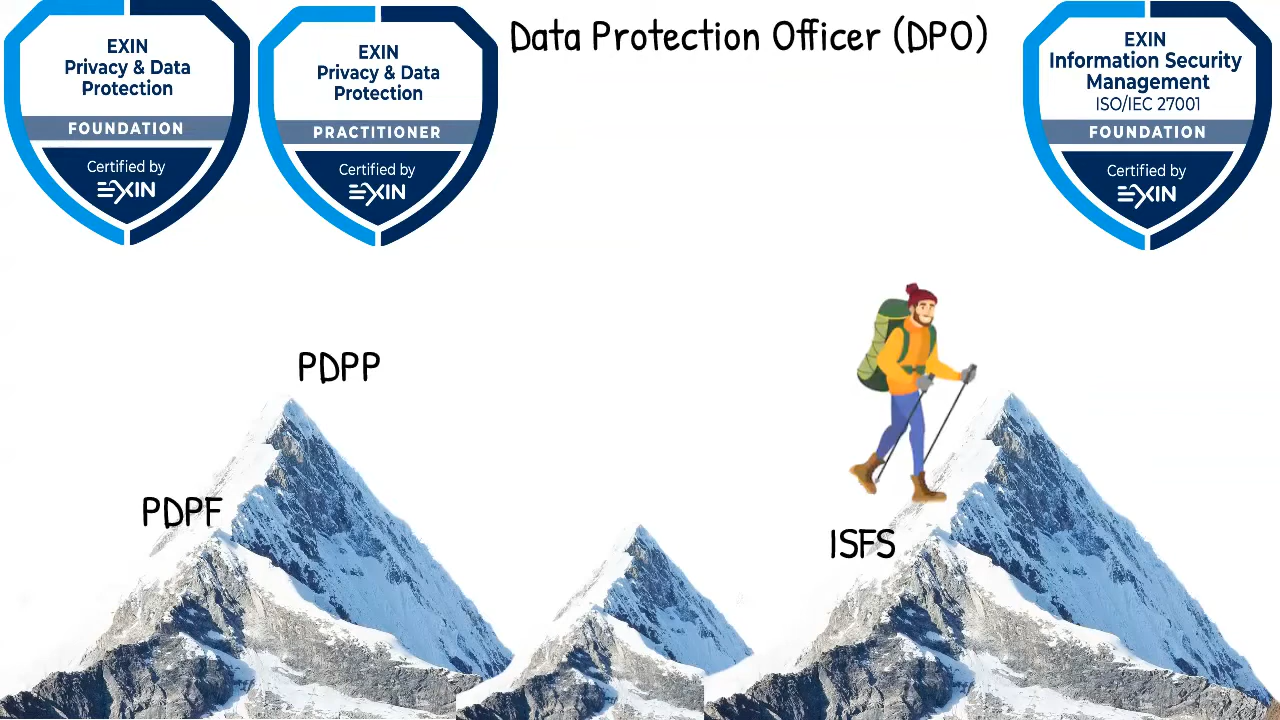 EXIN
Privacy & Data
Protection
FOUNDATION
Certified by
EXIN
EXIN
Privacy & Data
Protection
PRACTITIONER
Certified by
EXIN
Data Protection Officer (DPO)
EXIN
Information Security
Management
ISO/IEC 27001
FOUNDATION
Certified by
EXIN
PDPP
PDPF
ISFS